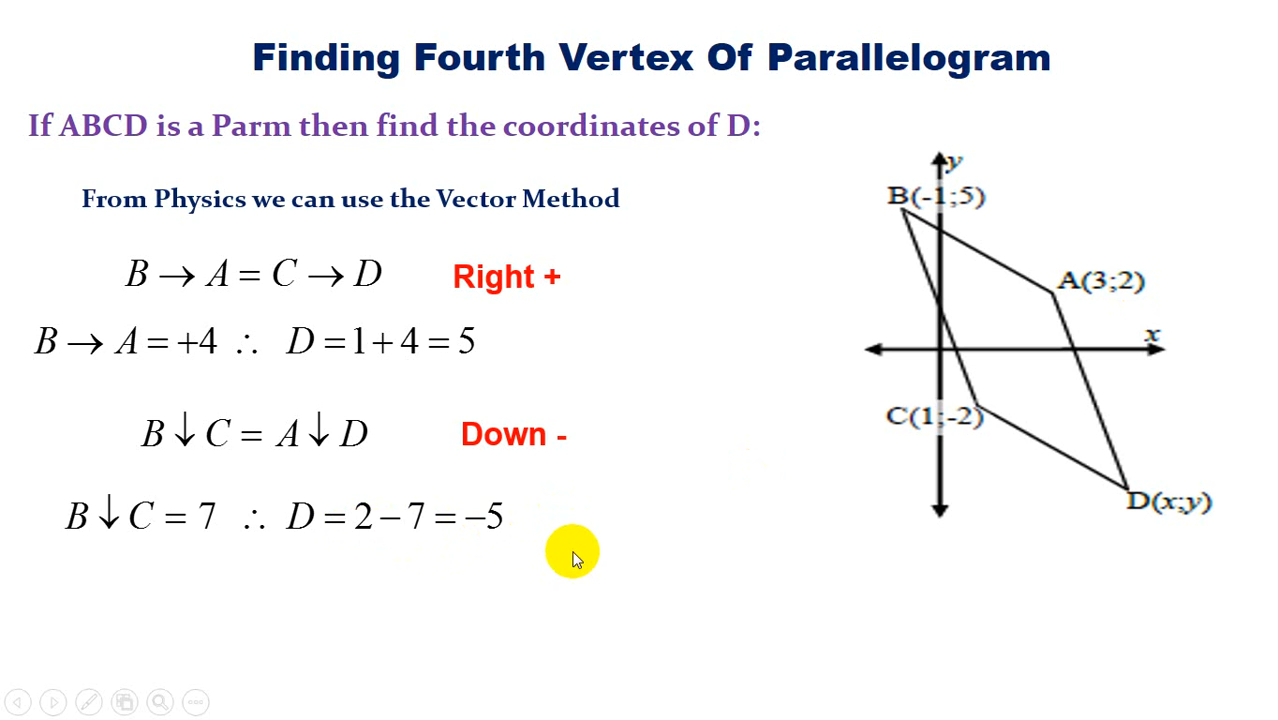 Finding Fourth Vertex Of Parallelogram
If ABCD is a Parm then find the coordinates of D:
From Physics we can use the Vector Method
B → A = C → D Right +
B → A = +4 ∴ D = 1 + 4 = 5
B ↓ C = A ↓ D Down -
B ↓ C = 7 ∴ D = 2 − 7 = −5
y
B(-1;5)
A(3;2)
x
C(1;-2)
D(x;y)